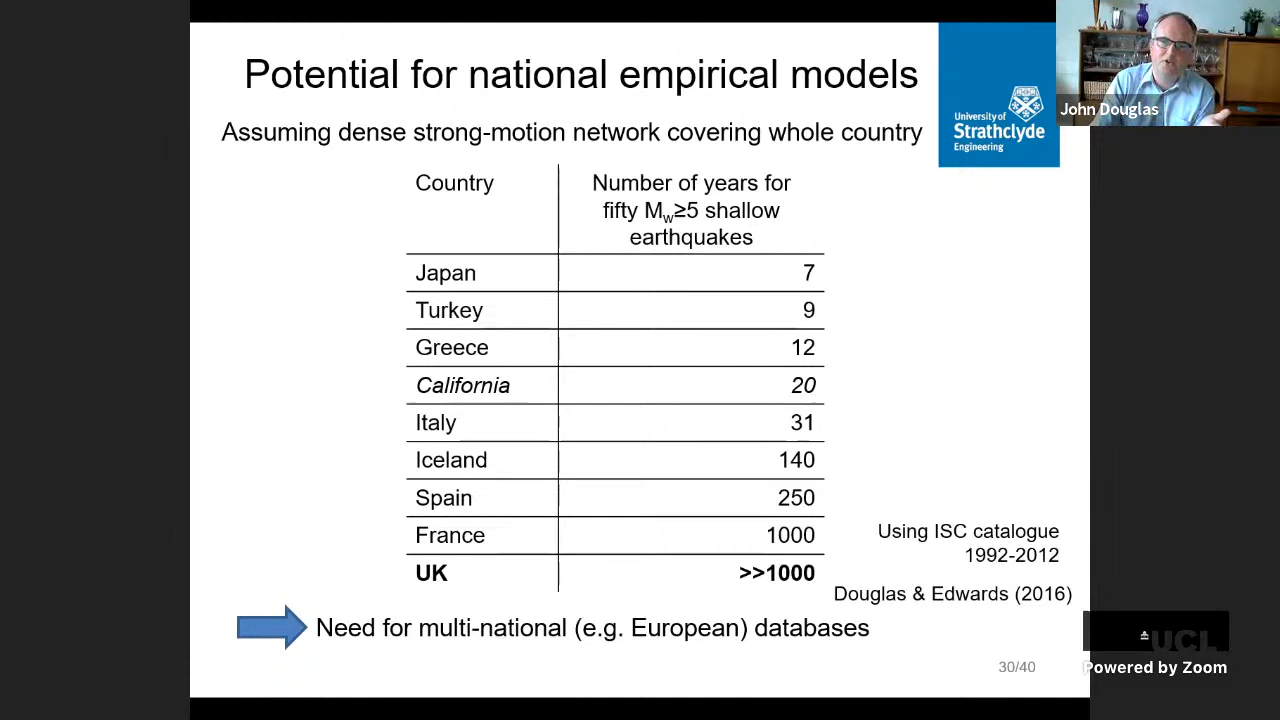 Potential for national empirical models
Assuming dense strong-motion network covering whole country
University of
Strathclyde
Engineering
John Douglas
Country
Number of years for
fifty Mw≥5 shallow
earthquakes
Japan 7
Turkey 9
Greece 12
California 20
Italy 31
Iceland 140
Spain 250
France 1000
UK >>1000
Using ISC catalogue
1992-2012
Douglas & Edwards (2016)
Need for multi-national (e.g. European) databases
30/40
UCL
Powered by Zoom